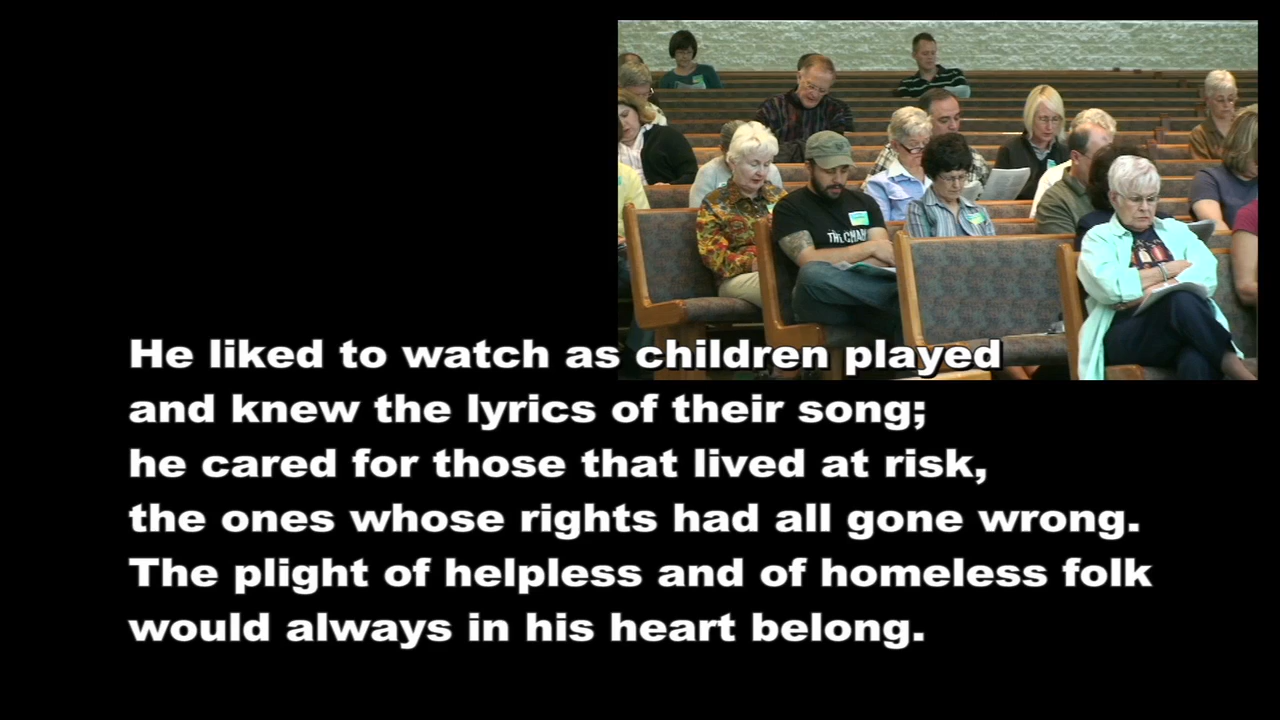 THE CHAI
He liked to watch as children played
and knew the lyrics of their song;
he cared for those that lived at risk,
the ones whose rights had all gone wrong.
The plight of helpless and of homeless folk
would always in his heart belong.